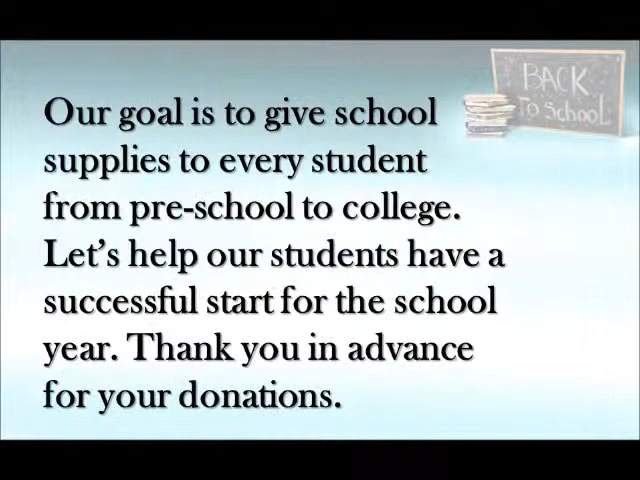 BACK
To SCHOOL
Our goal is to give school
supplies to every student
from pre-school to college.
Let's help our students have a
successful start for the school
year. Thank you in advance
for your donations.